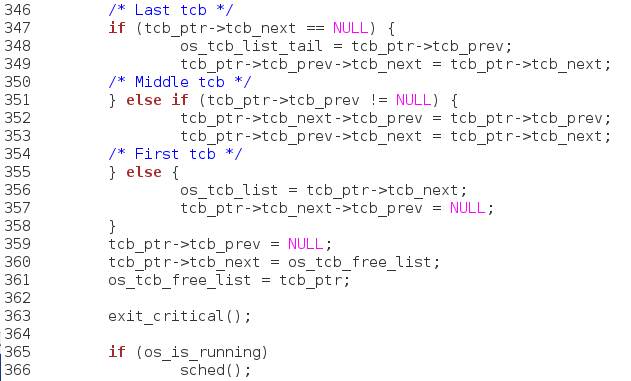 346         /* Last tcb */
347         if (tcb_ptr->tcb_next == NULL) {
348                 os_tcb_list_tail = tcb_ptr->tcb_prev;
349                 tcb_ptr->tcb_prev->tcb_next = tcb_ptr->tcb_next;
350         /* Middle tcb */
351         } else if (tcb_ptr->tcb_prev != NULL) {
352                 tcb_ptr->tcb_next->tcb_prev = tcb_ptr->tcb_prev;
353                 tcb_ptr->tcb_prev->tcb_next = tcb_ptr->tcb_next;
354         /* First tcb */
355         } else {
356                 os_tcb_list = tcb_ptr->tcb_next;
357                 tcb_ptr->tcb_next->tcb_prev = NULL;
358         }
359         tcb_ptr->tcb_prev = NULL;
360         tcb_ptr->tcb_next = os_tcb_free_list;
361         os_tcb_free_list = tcb_ptr;
362
363         exit_critical();
364
365         if (os_is_running)
366                 sched();